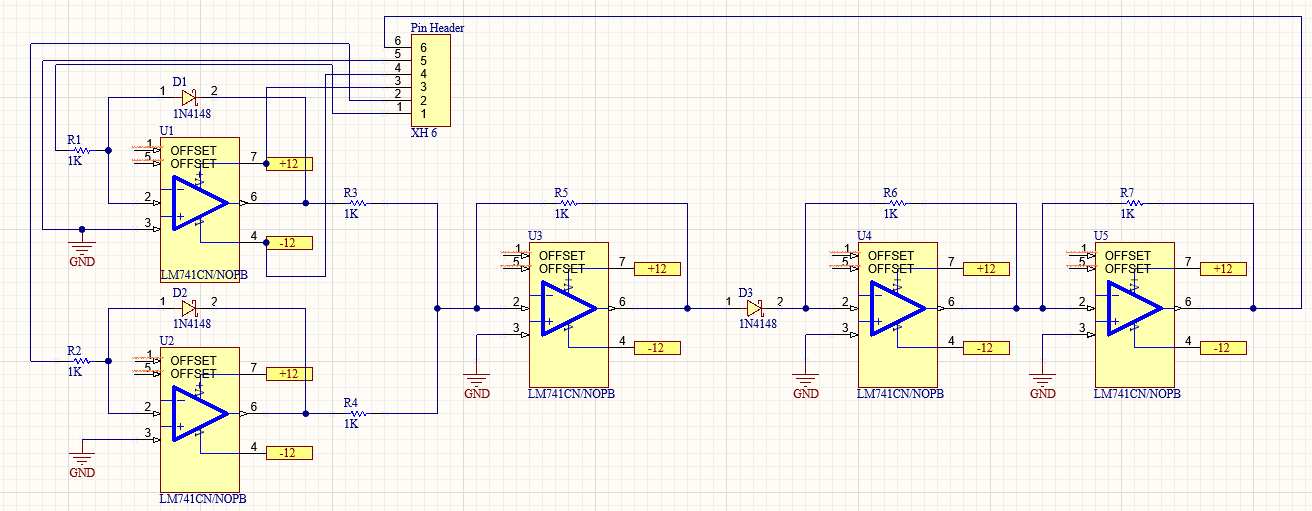 Pin Header
6 6
5 5
4 4
3 3
2 2
1 1
XH 6
D1
1 2
1N4148
R1
1K
U1
1 OFFSET
5 OFFSET
7 +12
V+
2 − 6
3 +
V-
4 -12
GND
LM741CN/NOPB
R3
1K
D2
1 2
1N4148
R2
1K
U2
1 OFFSET
5 OFFSET
7 +12
V+
2 − 6
3 +
V-
4 -12
GND
LM741CN/NOPB
R4
1K
R5
1K
U3
1 OFFSET
5 OFFSET
7 +12
V+
2 − 6
3 +
V-
4 -12
GND
LM741CN/NOPB
D3
1 2
1N4148
R6
1K
U4
1 OFFSET
5 OFFSET
7 +12
V+
2 − 6
3 +
V-
4 -12
GND
LM741CN/NOPB
R7
1K
U5
1 OFFSET
5 OFFSET
7 +12
V+
2 − 6
3 +
V-
4 -12
GND
LM741CN/NOPB